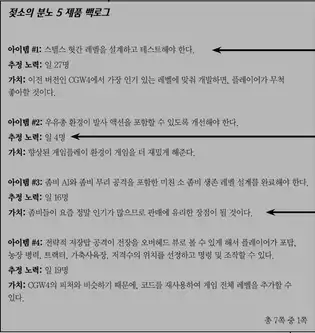 젖소의 분노 5 제품 백로그
아이템 #1: 스텔스 헛간 레벨을 설계하고 테스트해야 한다.
추정 노력: 일 27명
가치: 이전 버전인 CGW4에서 가장 인기 있는 레벨에 맞춰 개발하면, 플레이어가 무척
좋아할 것이다.
아이템 #2: 우유총 환경이 발사 액션을 포함할 수 있도록 개선해야 한다.
추정 노력: 일 4명
가치: 향상된 게임플레이 환경이 게임을 더 재밌게 해준다.
아이템 #3: 좀비 AI와 좀비 무리 공격을 포함한 미친 소 좀비 생존 레벨 설계를 완료해야 한다.
추정 노력: 일 16명
가치: 좀비들이 요즘 정말 인기가 많으므로 판매에 유리한 장점이 될 것이다.
아이템 #4: 전략적 저장탑 공격이 전장을 오버헤드 뷰로 볼 수 있게 해서 플레이어가 포탑,
농장 병력, 트랙터, 가축사육장, 저격수의 위치를 선정하고 명령 및 조작할 수 있다.
추정 노력: 일 19명
가치: CGW4의 피처와 비슷하기 때문에, 코드를 재사용하여 게임 전체 레벨을 추가할 수
있다.
총 7쪽 중 1쪽